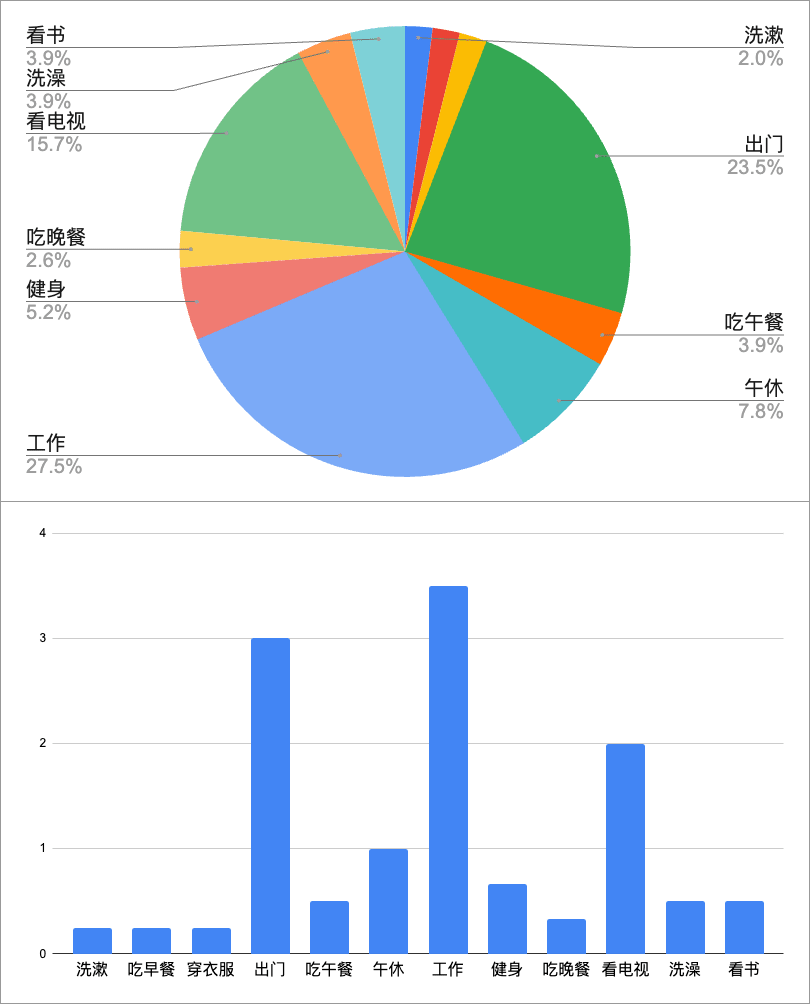 看书
3.9%
洗澡
3.9%
看电视
15.7%
吃晚餐
2.6%
健身
5.2%
工作
27.5%
洗漱
2.0%
出门
23.5%
吃午餐
3.9%
午休
7.8%
4
3
2
1
0
洗漱 吃早餐 穿衣服 出门 吃午餐 午休 工作 健身 吃晚餐 看电视 洗澡 看书